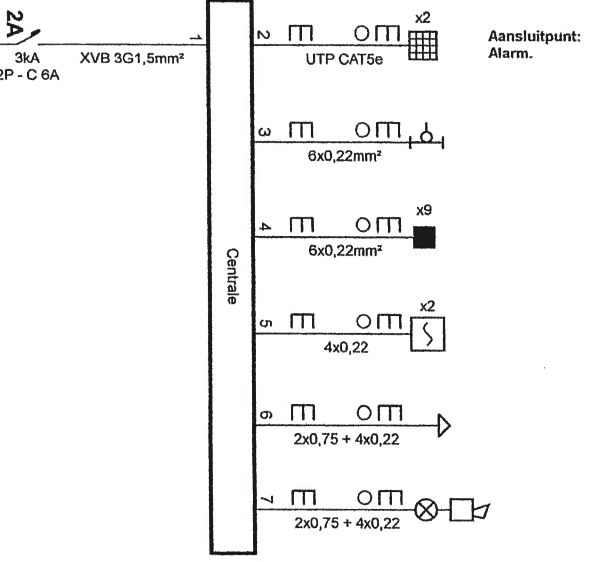 2A
3kA
2P - C 6A
XVB 3G1,5mm²
1
Centrale
2
UTP CAT5e
x2
Aansluitpunt:
Alarm.
3
6x0,22mm²
4
6x0,22mm²
x9
5
4x0,22
x2
6
2x0,75 + 4x0,22
7
2x0,75 + 4x0,22